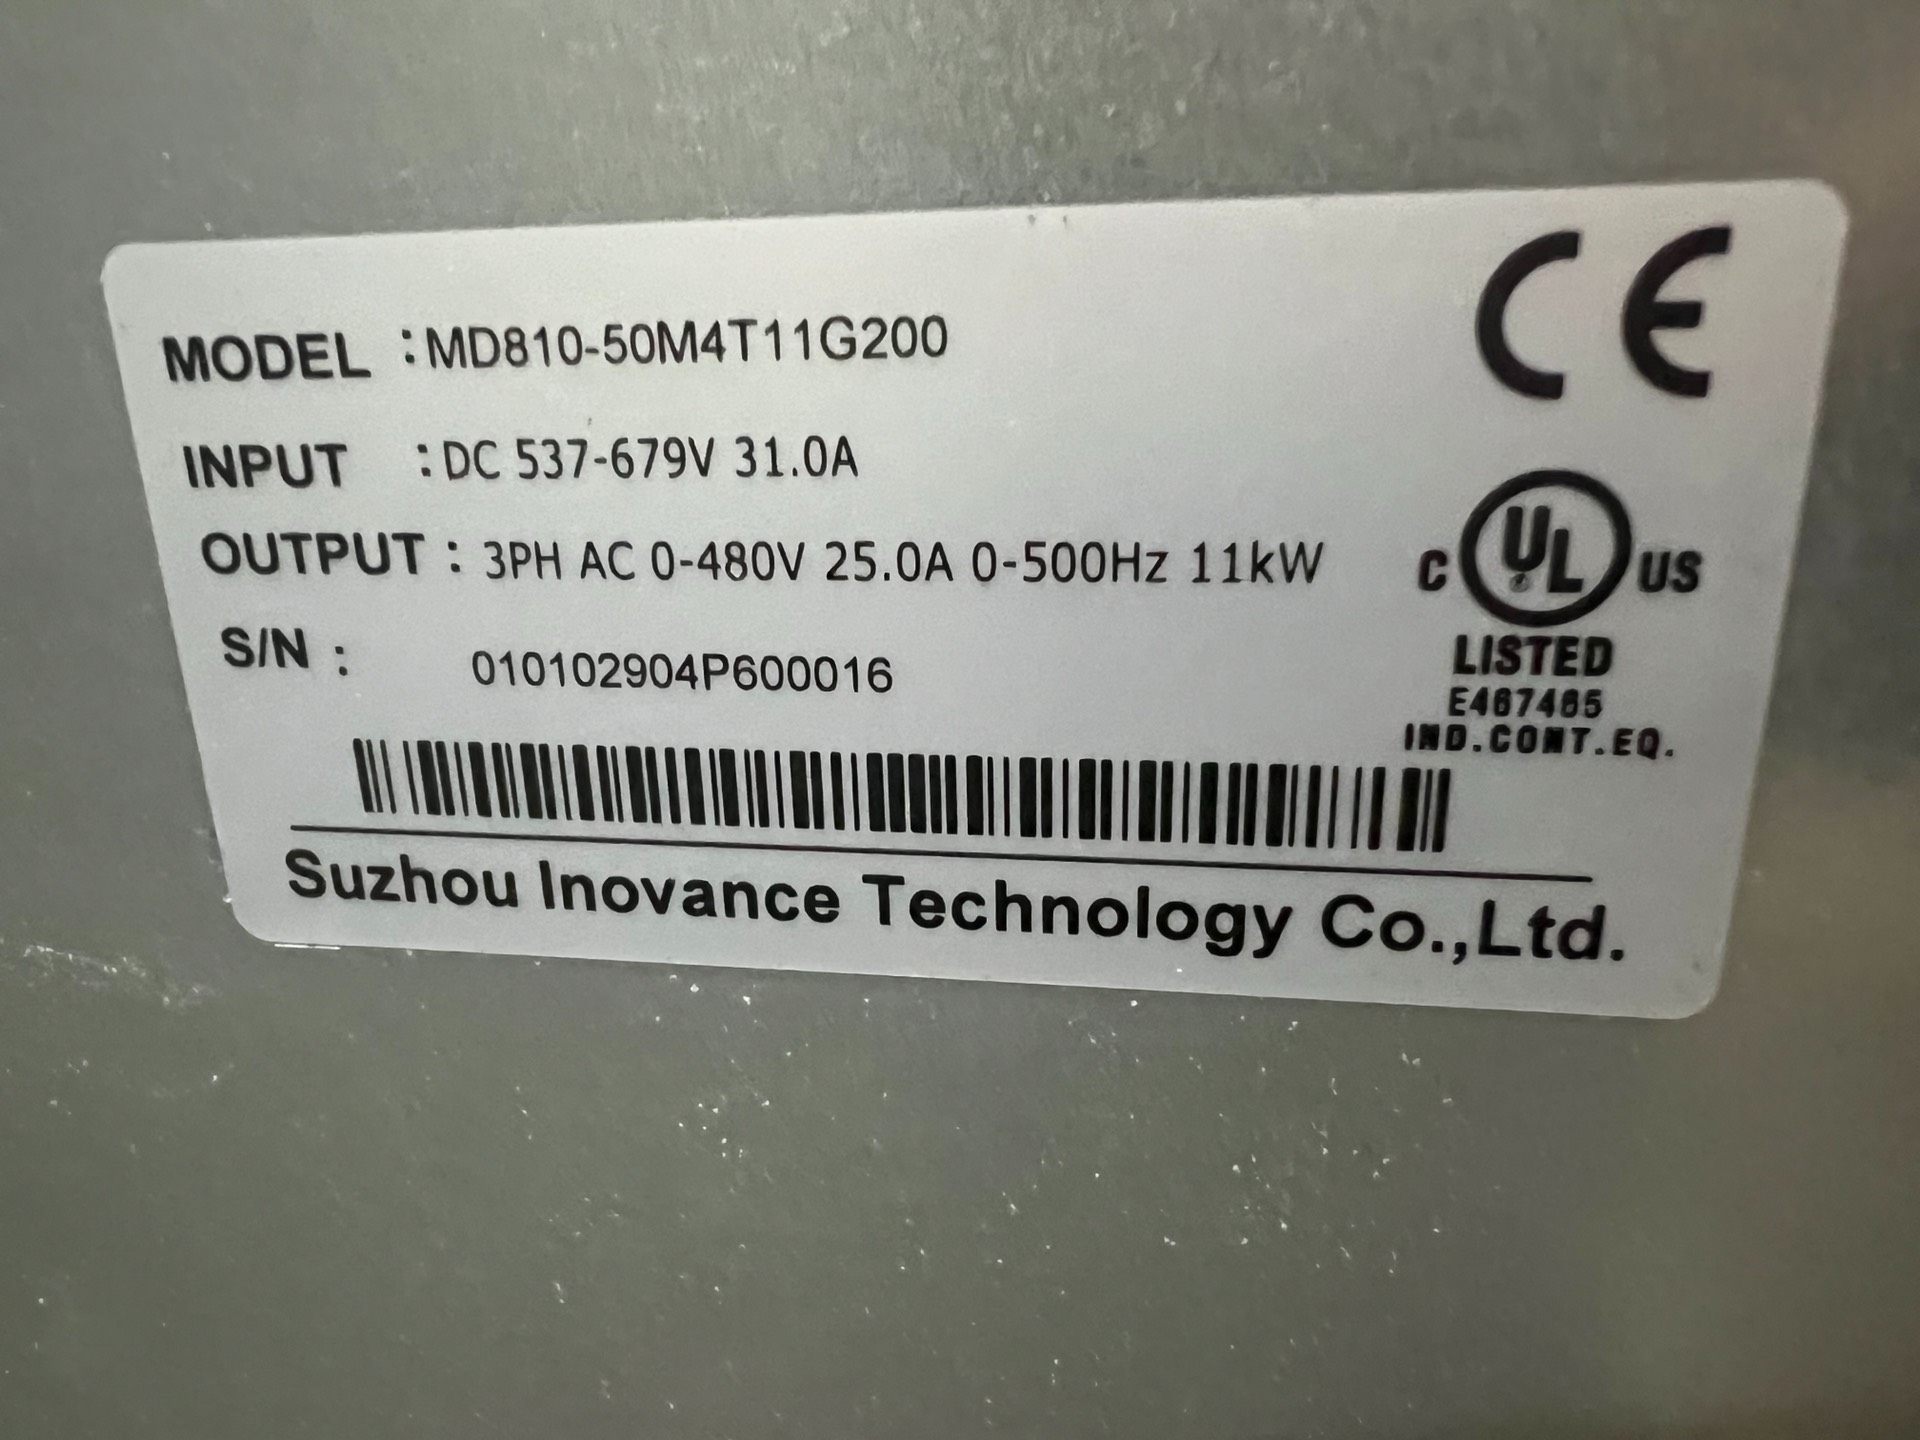 MODEL :MD810-50M4T11G200
INPUT :DC 537-679V 31.0A
OUTPUT : 3PH AC 0-480V 25.0A 0-500Hz 11kW
S/N : 010102904P600016
CE
C UL US
LISTED
E467465
IND.CONT.EQ.
Suzhou Inovance Technology Co.,Ltd.